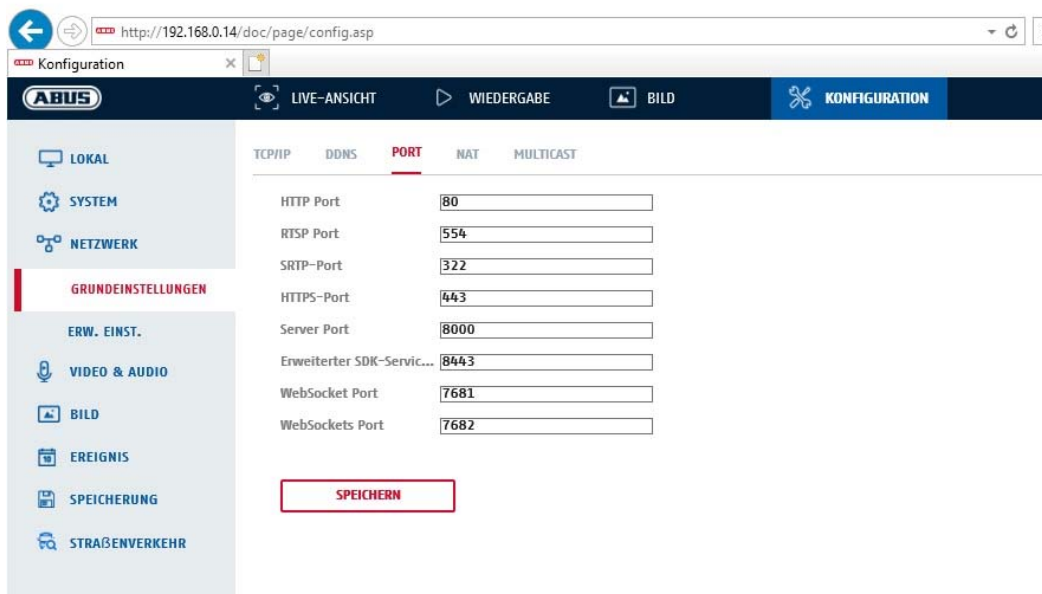 http://192.168.0.14/doc/page/config.asp
Konfiguration
ABUS LIVE-ANSICHT WIEDERGABE BILD KONFIGURATION
LOKAL
SYSTEM
NETZWERK
GRUNDEINSTELLUNGEN
ERW. EINST.
VIDEO & AUDIO
BILD
EREIGNIS
SPEICHERUNG
STRAßENVERKEHR
TCP/IP DDNS PORT NAT MULTICAST
HTTP Port 80
RTSP Port 554
SRTP-Port 322
HTTPS-Port 443
Server Port 8000
Erweiterter SDK-Servic... 8443
WebSocket Port 7681
WebSockets Port 7682
SPEICHERN